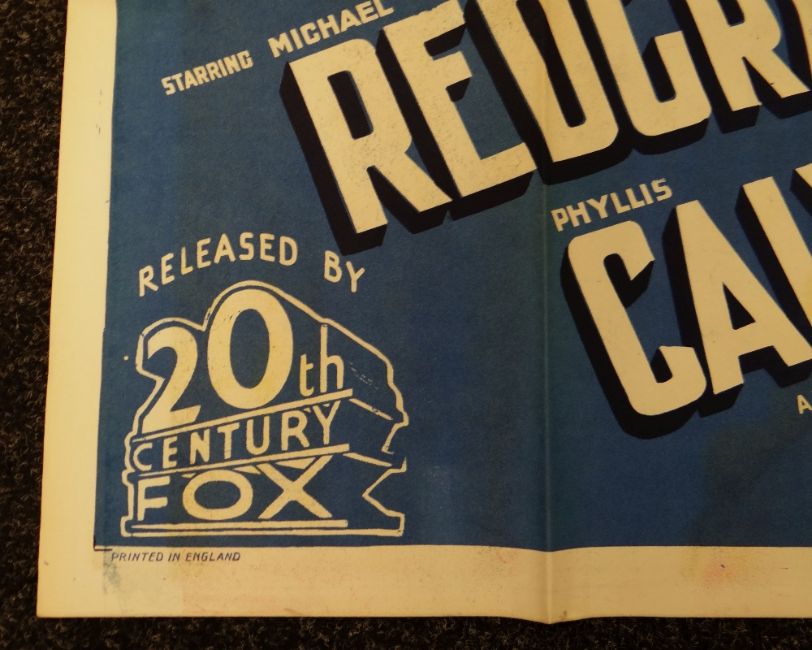 STARRING MICHAEL
REDGR
PHYLLIS
CAL
A
RELEASED BY
20th
CENTURY
FOX
PRINTED IN ENGLAND